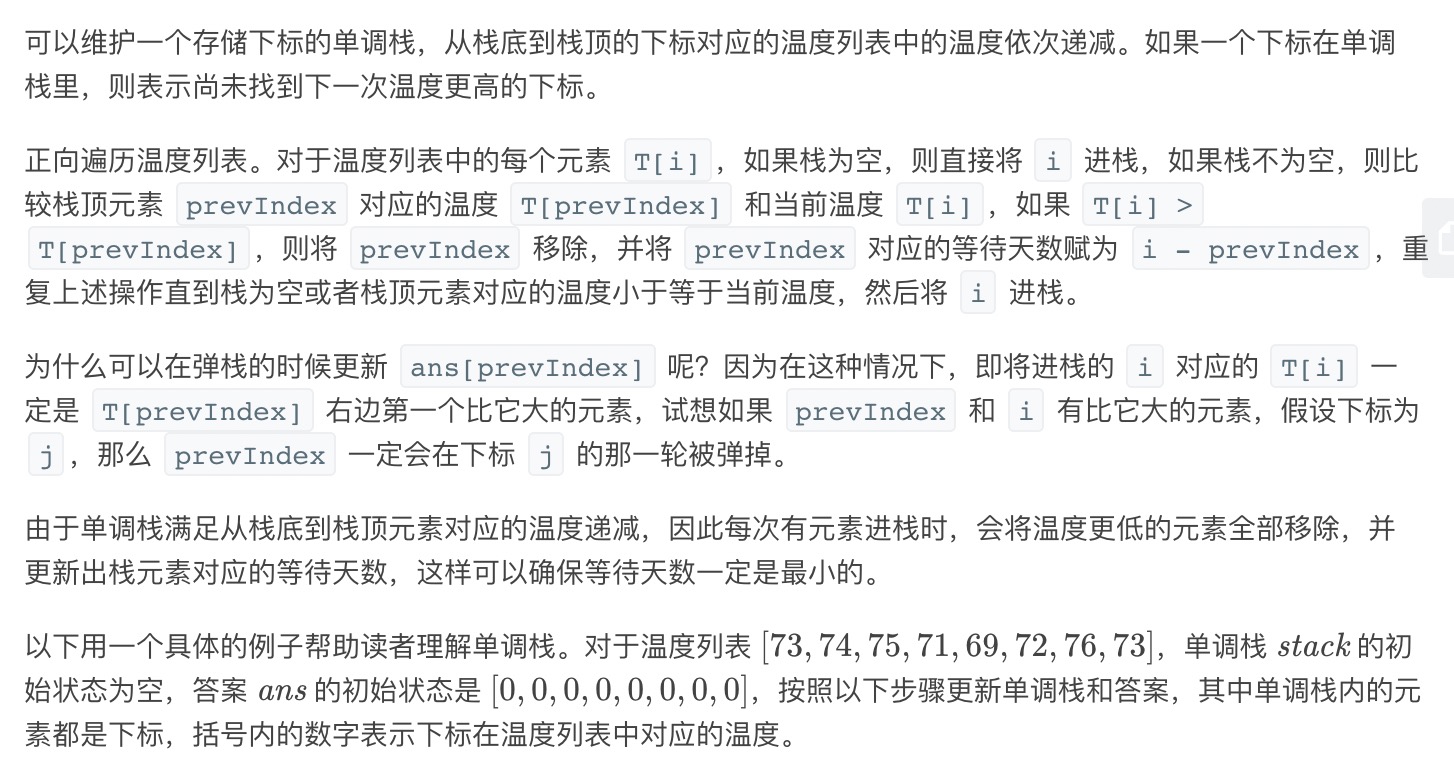 可以维护一个存储下标的单调栈，从栈底到栈顶的下标对应的温度列表中的温度依次递减。如果一个下标在单调
栈里，则表示尚未找到下一次温度更高的下标。
正向遍历温度列表。对于温度列表中的每个元素 T[i]，如果栈为空，则直接将 i 进栈，如果栈不为空，则比
较栈顶元素 prevIndex 对应的温度 T[prevIndex] 和当前温度 T[i]，如果 T[i] >
T[prevIndex]，则将 prevIndex 移除，并将 prevIndex 对应的等待天数赋为 i - prevIndex，重
复上述操作直到栈为空或者栈顶元素对应的温度小于等于当前温度，然后将 i 进栈。
为什么可以在弹栈的时候更新 ans[prevIndex] 呢？因为在这种情况下，即将进栈的 i 对应的 T[i] 一
定是 T[prevIndex] 右边第一个比它大的元素，试想如果 prevIndex 和 i 有比它大的元素，假设下标为
j，那么 prevIndex 一定会在下标 j 的那一轮被弹掉。
由于单调栈满足从栈底到栈顶元素对应的温度递减，因此每次有元素进栈时，会将温度更低的元素全部移除，并
更新出栈元素对应的等待天数，这样可以确保等待天数一定是最小的。
以下用一个具体的例子帮助读者理解单调栈。对于温度列表 [73, 74, 75, 71, 69, 72, 76, 73]，单调栈 stack 的初
始状态为空，答案 ans 的初始状态是 [0, 0, 0, 0, 0, 0, 0, 0]，按照以下步骤更新单调栈和答案，其中单调栈内的元
素都是下标，括号内的数字表示下标在温度列表中对应的温度。